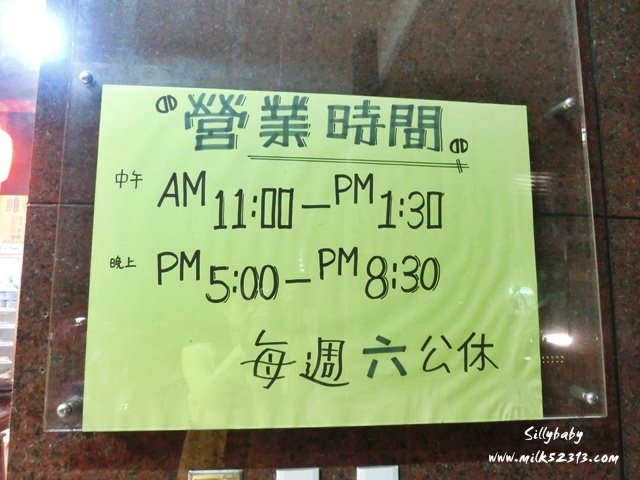 營業時間
中午 AM 11:00 — PM 1:30
晚上 PM 5:00 — PM 8:30
每週六公休
Sillybaby
www.milk52313.com